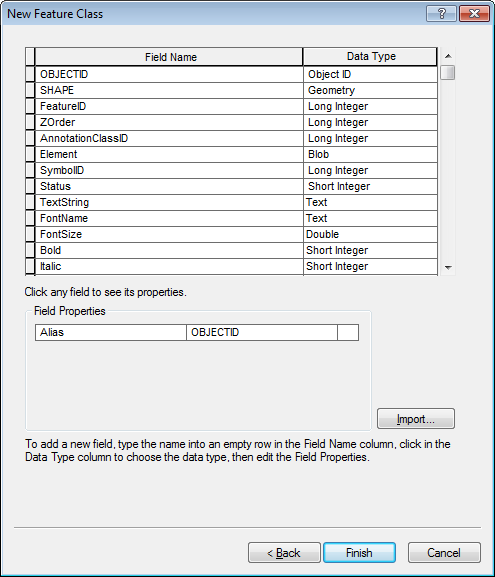 New Feature Class
?
Field Name Data Type
OBJECTID Object ID
SHAPE Geometry
FeatureID Long Integer
ZOrder Long Integer
AnnotationClassID Long Integer
Element Blob
SymbolID Long Integer
Status Short Integer
TextString Text
FontName Text
FontSize Double
Bold Short Integer
Italic Short Integer
Click any field to see its properties.
Field Properties
Alias OBJECTID
Import...
To add a new field, type the name into an empty row in the Field Name column, click in the
Data Type column to choose the data type, then edit the Field Properties.
< Back Finish Cancel